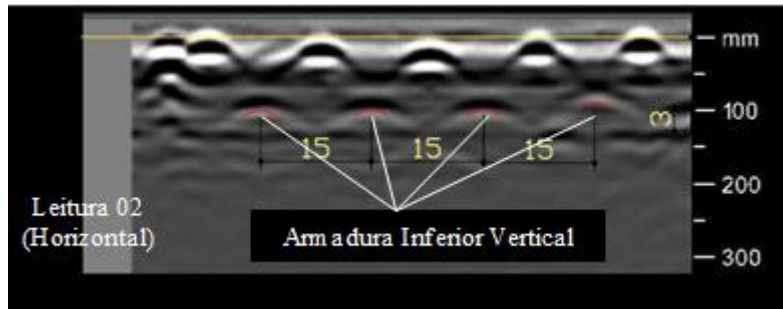 mm
100
3
15 15 15
200
Leitura 02
(Horizontal)
Armadura Inferior Vertical
300